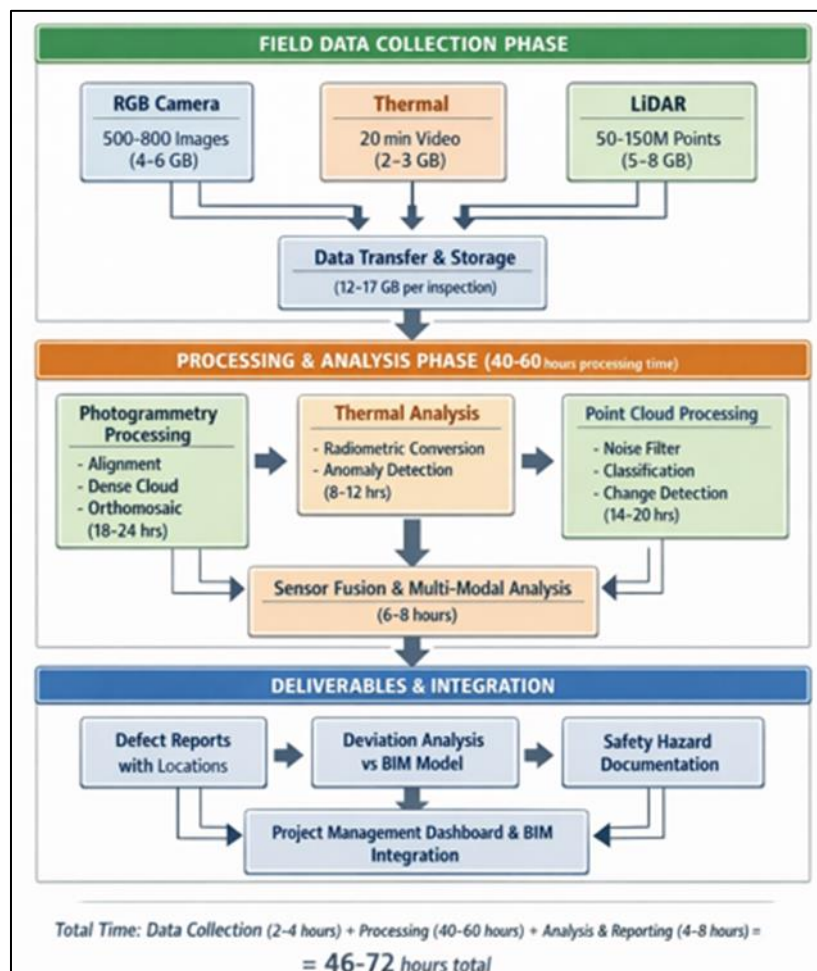 FIELD DATA COLLECTION PHASE
RGB Camera
500-800 Images
(4-6 GB)
Thermal
20 min Video
(2-3 GB)
LiDAR
50-150M Points
(5-8 GB)
Data Transfer & Storage
(12-17 GB per inspection)
PROCESSING & ANALYSIS PHASE (40-60 hours processing time)
Photogrammetry
Processing
- Alignment
- Dense Cloud
- Orthomosaic
(18-24 hrs)
Thermal Analysis
- Radiometric Conversion
- Anomaly Detection
(8-12 hrs)
Point Cloud Processing
- Noise Filter
- Classification
- Change Detection
(14-20 hrs)
Sensor Fusion & Multi-Modal Analysis
(6-8 hours)
DELIVERABLES & INTEGRATION
Defect Reports
with Locations
Deviation Analysis
vs BIM Model
Safety Hazard
Documentation
Project Management Dashboard & BIM
Integration
Total Time: Data Collection (2-4 hours) + Processing (40-60 hours) + Analysis & Reporting (4-8 hours) =
= 46-72 hours total